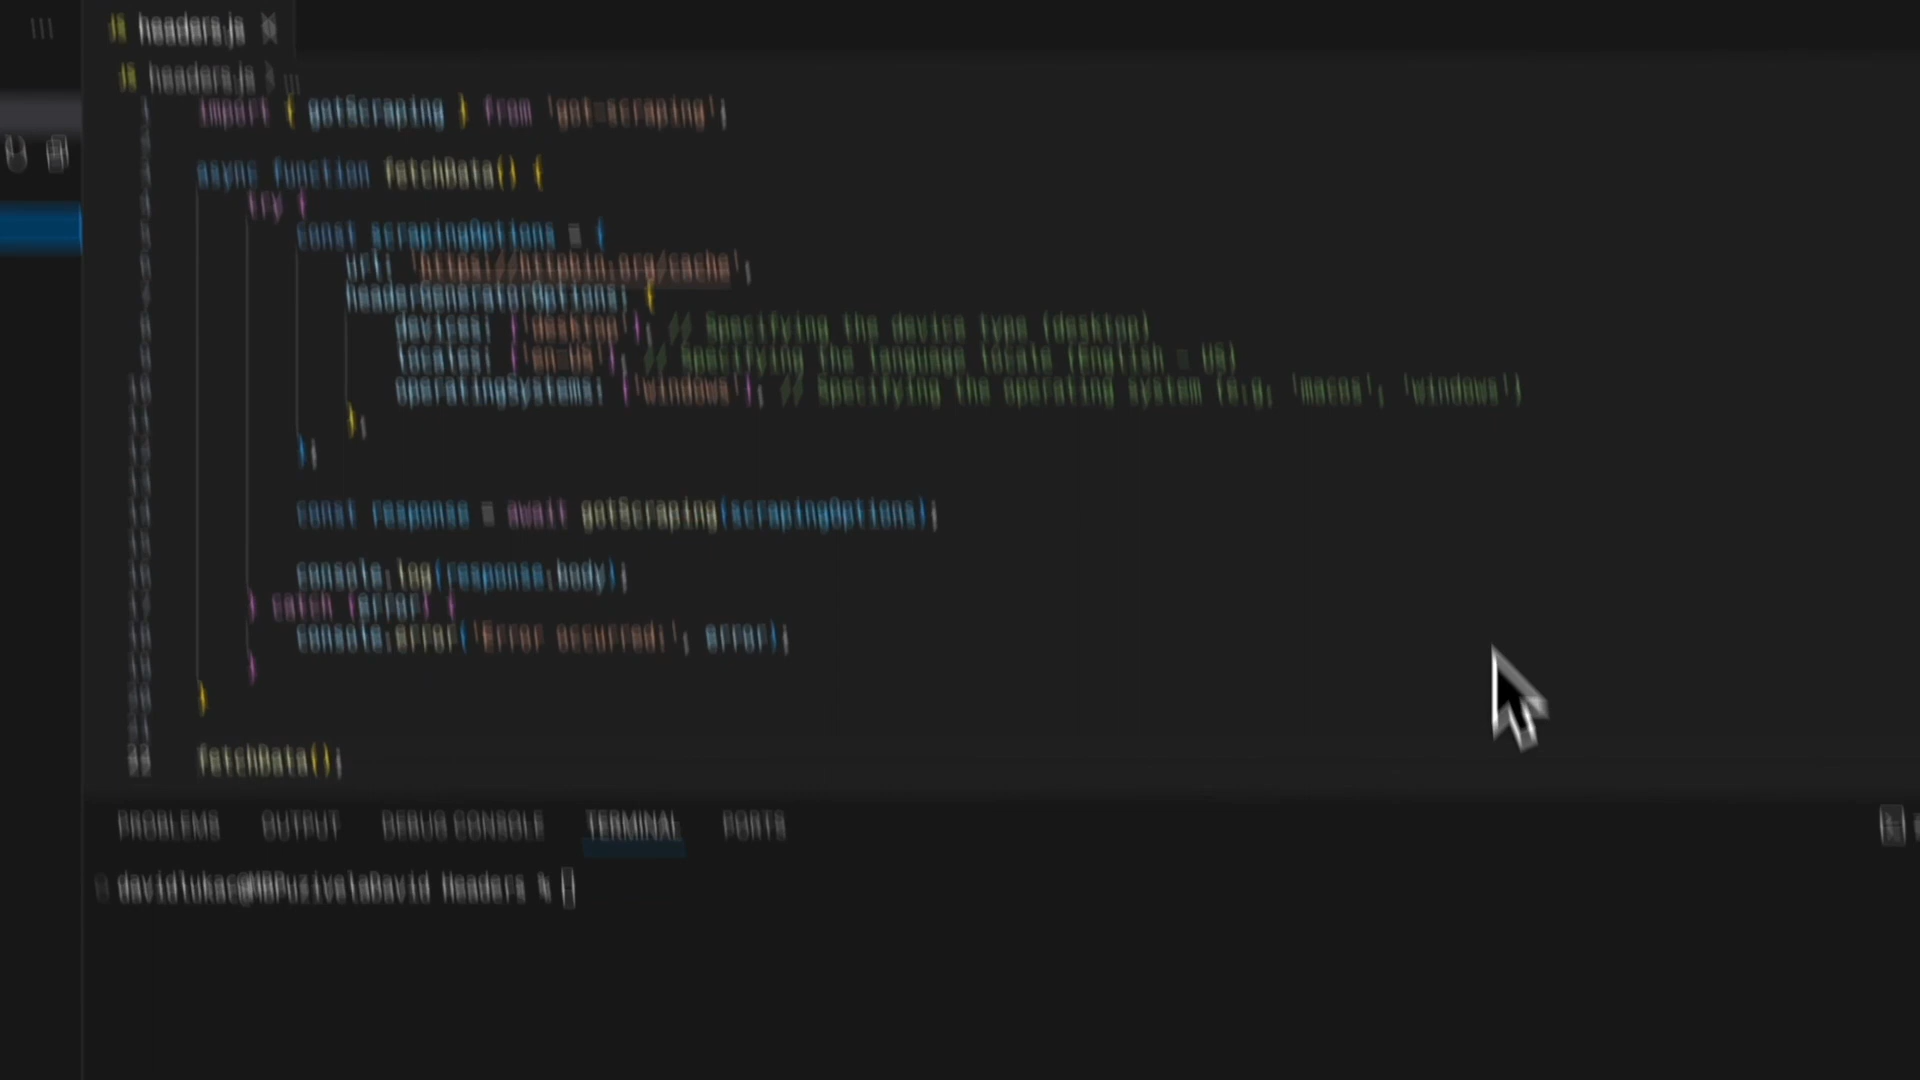 JS headers.js X
JS headers.js > ...
import { gotScraping } from 'got-scraping';
async function fetchData() {
try {
const scrapingOptions = {
url: 'https://httpbin.org/cache',
headerGeneratorOptions: {
devices: ['desktop'], // Specifying the device type (desktop)
locales: ['en-US'], // Specifying the language locale (English - US)
operatingSystems: ['windows'], // Specifying the operating system (e.g. 'macos', 'windows')
},
};
const response = await gotScraping(scrapingOptions);
console.log(response.body);
} catch (error) {
console.error('Error occurred:', error);
}
}
22 fetchData();
PROBLEMS OUTPUT DEBUG CONSOLE TERMINAL PORTS
Headers %